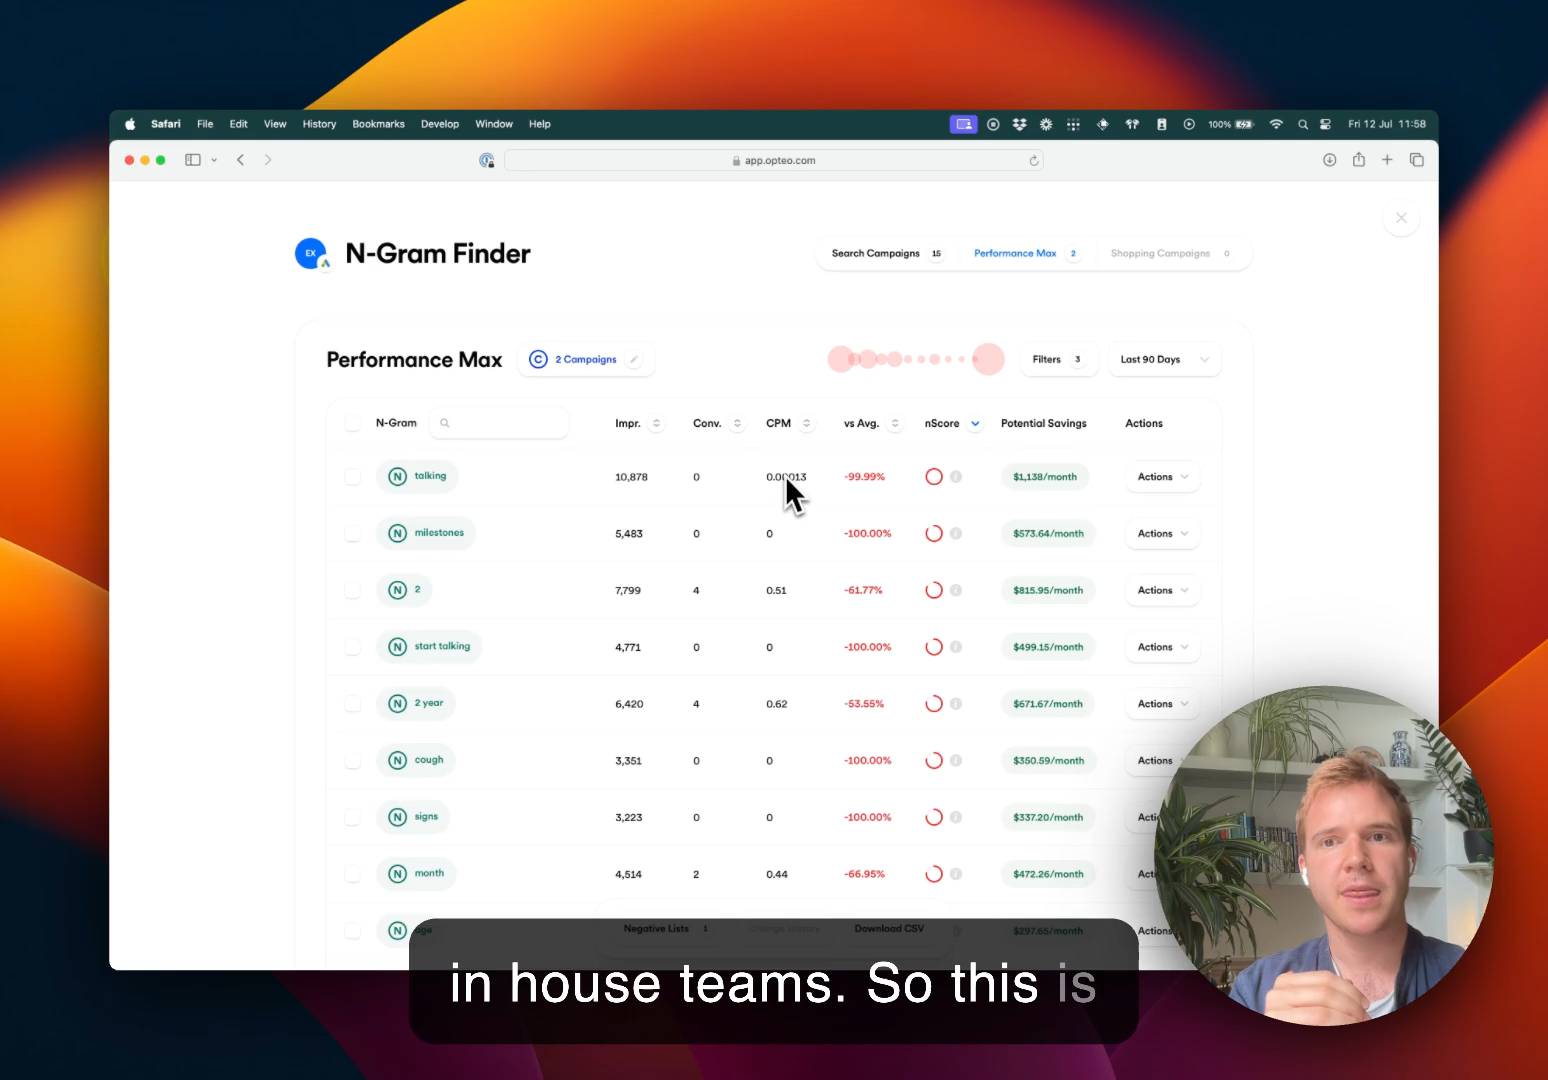 Safari File Edit View History Bookmarks Develop Window Help 100% Fri 12 Jul 11:58
app.opteo.com
EX N-Gram Finder Search Campaigns 15 Performance Max 2 Shopping Campaigns 0
Performance Max C 2 Campaigns Filters 3 Last 90 Days
N-Gram Impr. Conv. CPM vs Avg. nScore Potential Savings Actions
N talking 10,878 0 0.00013 -99.99% $1,138/month Actions
N milestones 5,483 0 0 -100.00% $573.64/month Actions
N 2 7,799 4 0.51 -61.77% $815.95/month Actions
N start talking 4,771 0 0 -100.00% $499.15/month Actions
N 2 year 6,420 4 0.62 -53.55% $671.67/month Actions
N cough 3,351 0 0 -100.00% $350.59/month Actions
N signs 3,223 0 0 -100.00% $337.20/month Acti
N month 4,514 2 0.44 -66.95% $472.26/month Act
N age $297.65/month Actions
Negative Lists 1 Change History Download CSV
in house teams. So this is